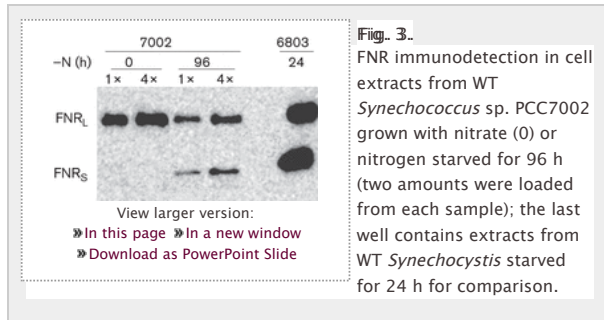 7002 6803
–N (h) 0 96 24
1× 4× 1× 4×
FNRL
FNRS
View larger version:
»In this page »In a new window
»Download as PowerPoint Slide
Fig. 3.
FNR immunodetection in cell
extracts from WT
Synechococcus sp. PCC7002
grown with nitrate (0) or
nitrogen starved for 96 h
(two amounts were loaded
from each sample); the last
well contains extracts from
WT Synechocystis starved
for 24 h for comparison.